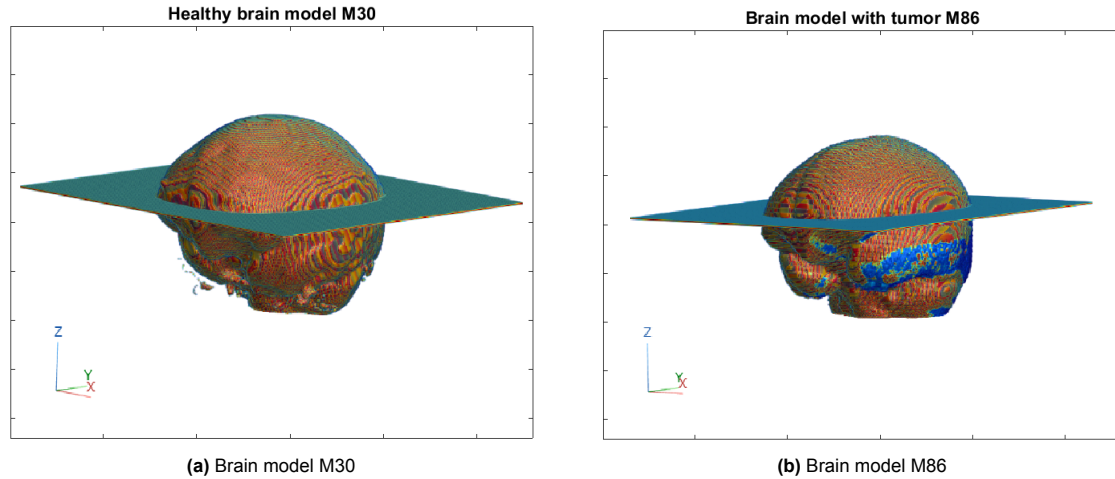 Healthy brain model M30
Z
Y
X
(a) Brain model M30
Brain model with tumor M86
Z
Y
X
(b) Brain model M86